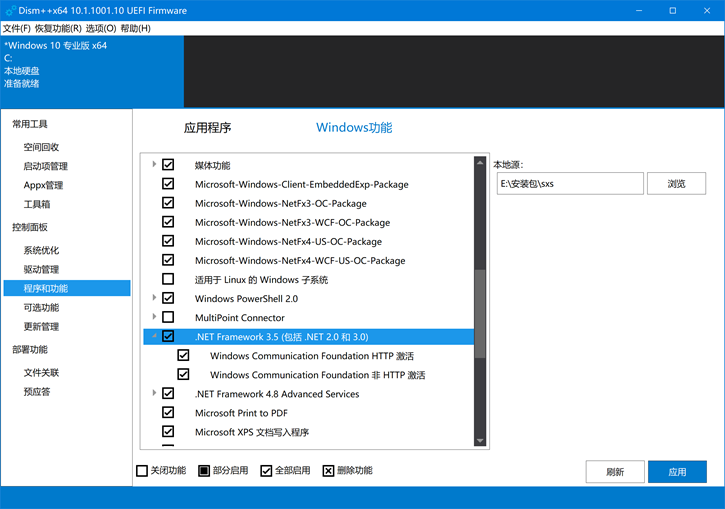 Dism++x64 10.1.1001.10 UEFI Firmware
文件(F) 恢复功能(R) 选项(O) 帮助(H)
*Windows 10 专业版 x64
C:
本地硬盘
准备就绪
常用工具
空间回收
启动项管理
Appx管理
工具箱
控制面板
系统优化
驱动管理
程序和功能
可选功能
更新管理
部署功能
文件关联
预应答
应用程序
Windows功能
媒体功能
Microsoft-Windows-Client-EmbeddedExp-Package
Microsoft-Windows-NetFx3-OC-Package
Microsoft-Windows-NetFx3-WCF-OC-Package
Microsoft-Windows-NetFx4-US-OC-Package
Microsoft-Windows-NetFx4-WCF-US-OC-Package
适用于 Linux 的 Windows 子系统
Windows PowerShell 2.0
MultiPoint Connector
.NET Framework 3.5 (包括 .NET 2.0 和 3.0)
Windows Communication Foundation HTTP 激活
Windows Communication Foundation 非 HTTP 激活
.NET Framework 4.8 Advanced Services
Microsoft Print to PDF
Microsoft XPS 文档写入程序
本地源:
E:\安装包\sxs
浏览
关闭功能 部分启用 全部启用 删除功能
刷新
应用